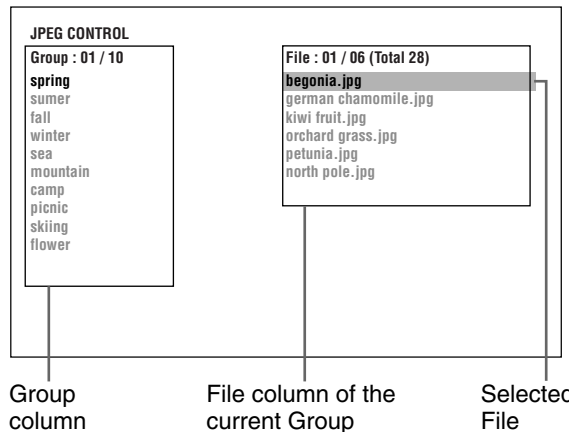 JPEG CONTROL
Group : 01 / 10
spring
sumer
fall
winter
sea
mountain
camp
picnic
skiing
flower
File : 01 / 06 (Total 28)
begonia.jpg
german chamomile.jpg
kiwi fruit.jpg
orchard grass.jpg
petunia.jpg
north pole.jpg
Group
column
File column of the
current Group
Selected
File